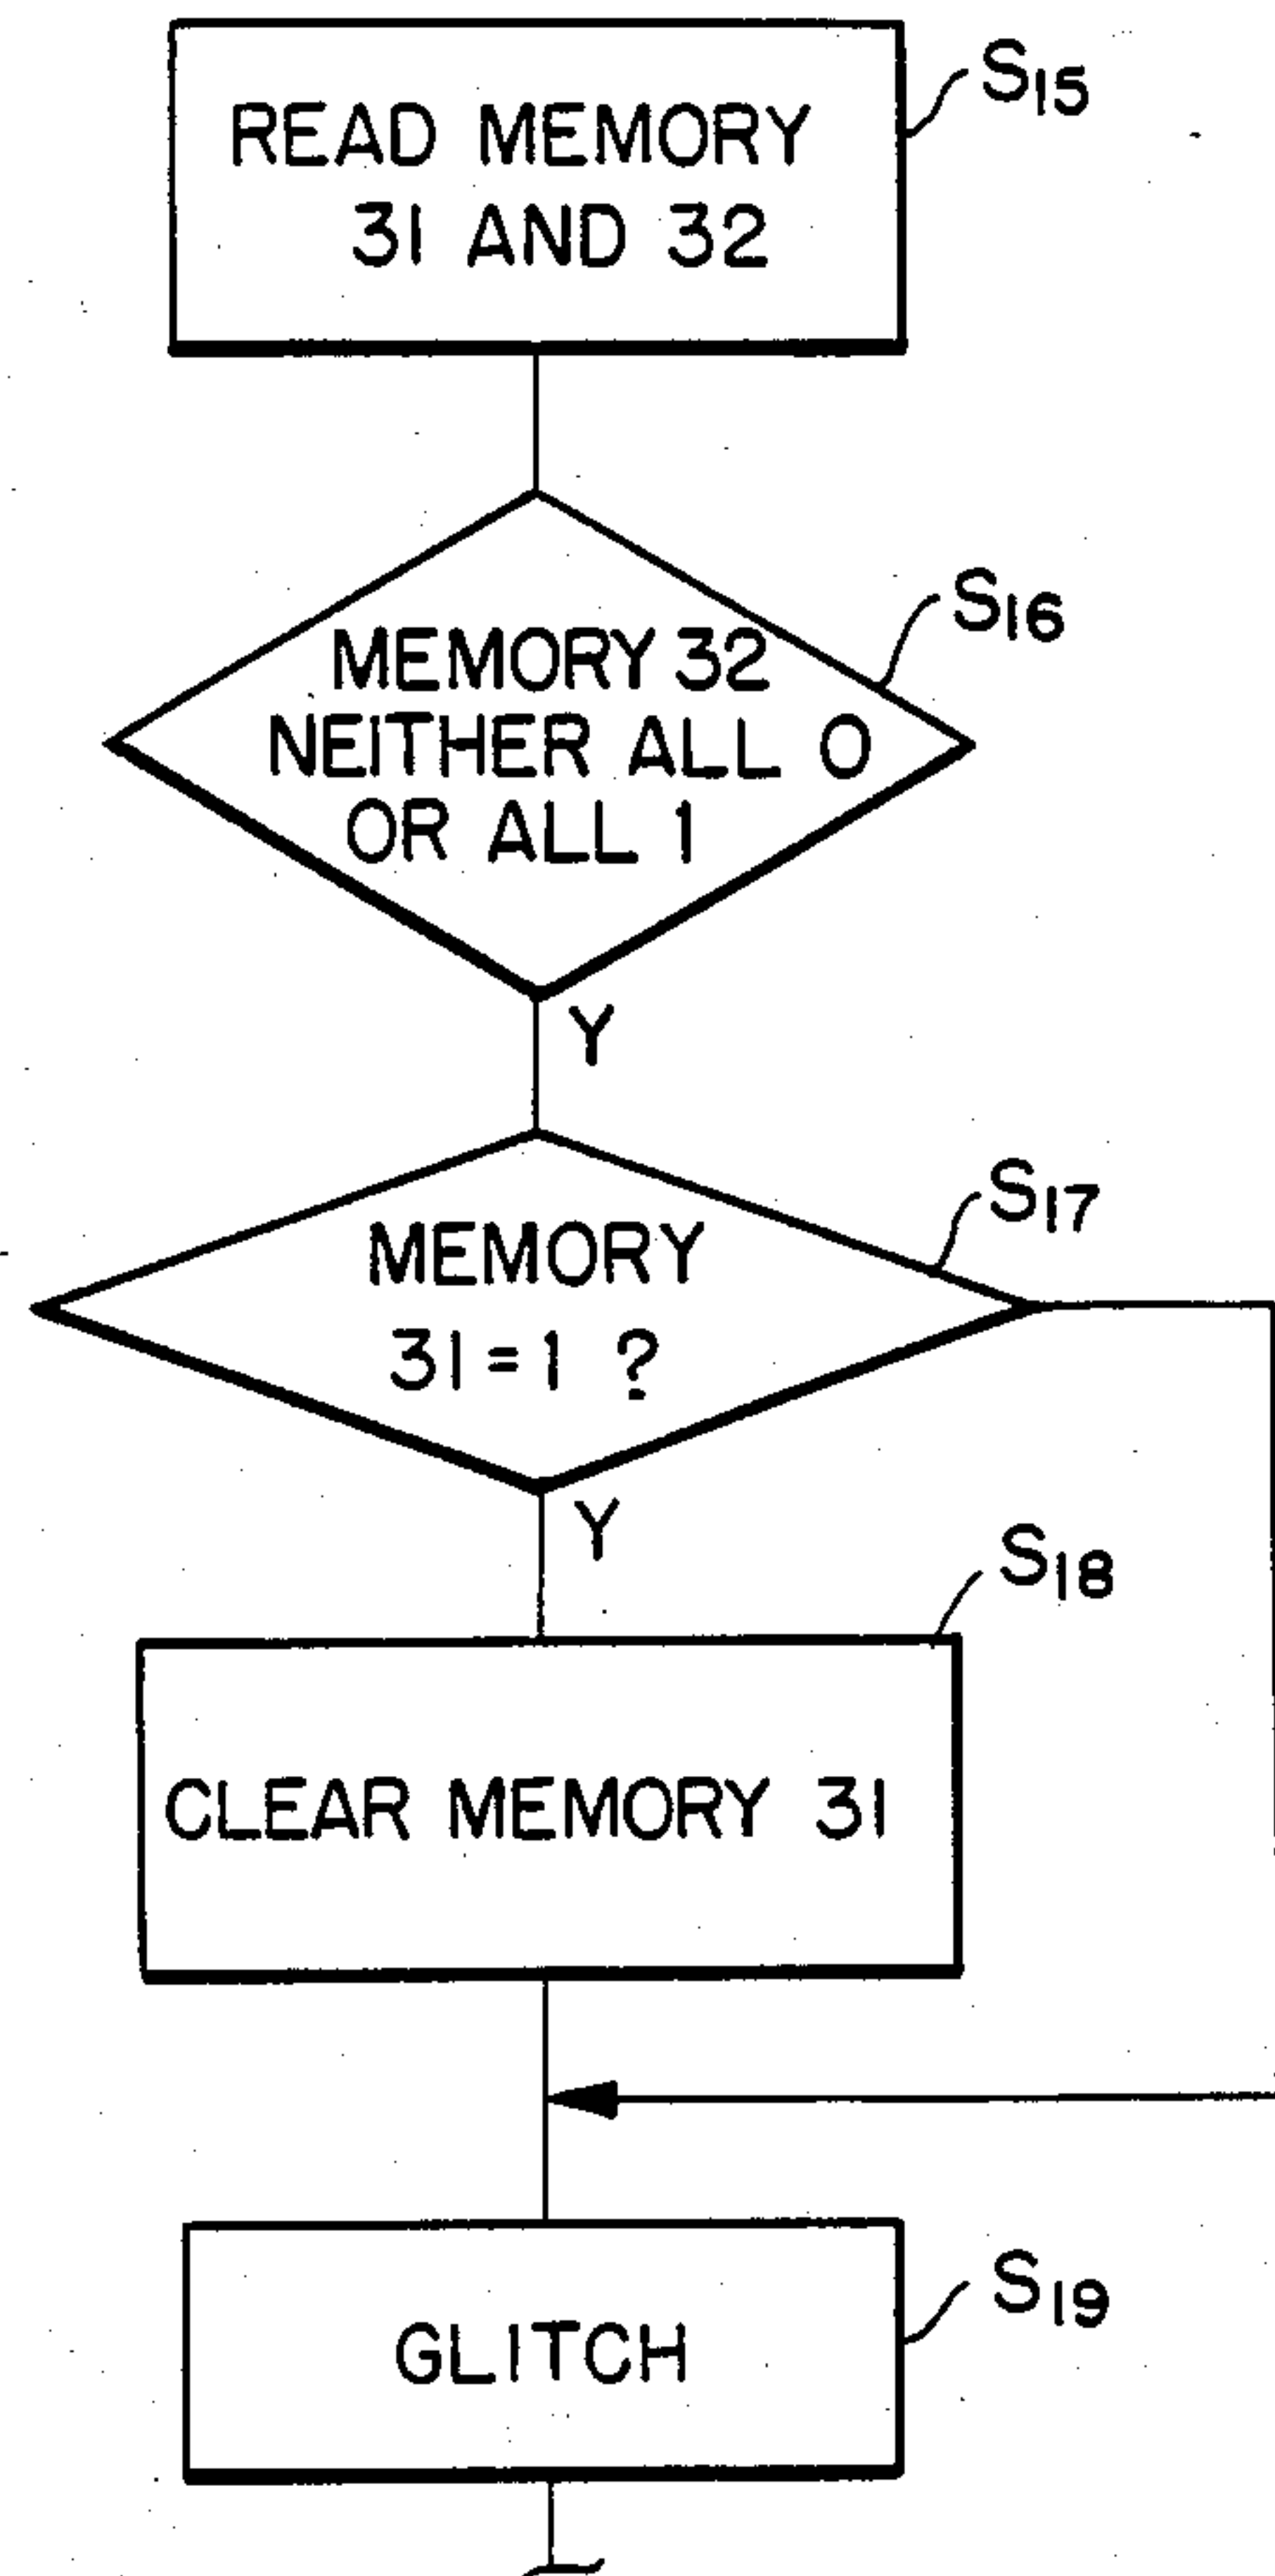 S15
READ MEMORY
31 AND 32
S16
MEMORY 32
NEITHER ALL 0
OR ALL 1
Y
S17
MEMORY
31=1 ?
Y
S18
CLEAR MEMORY 31
S19
GLITCH